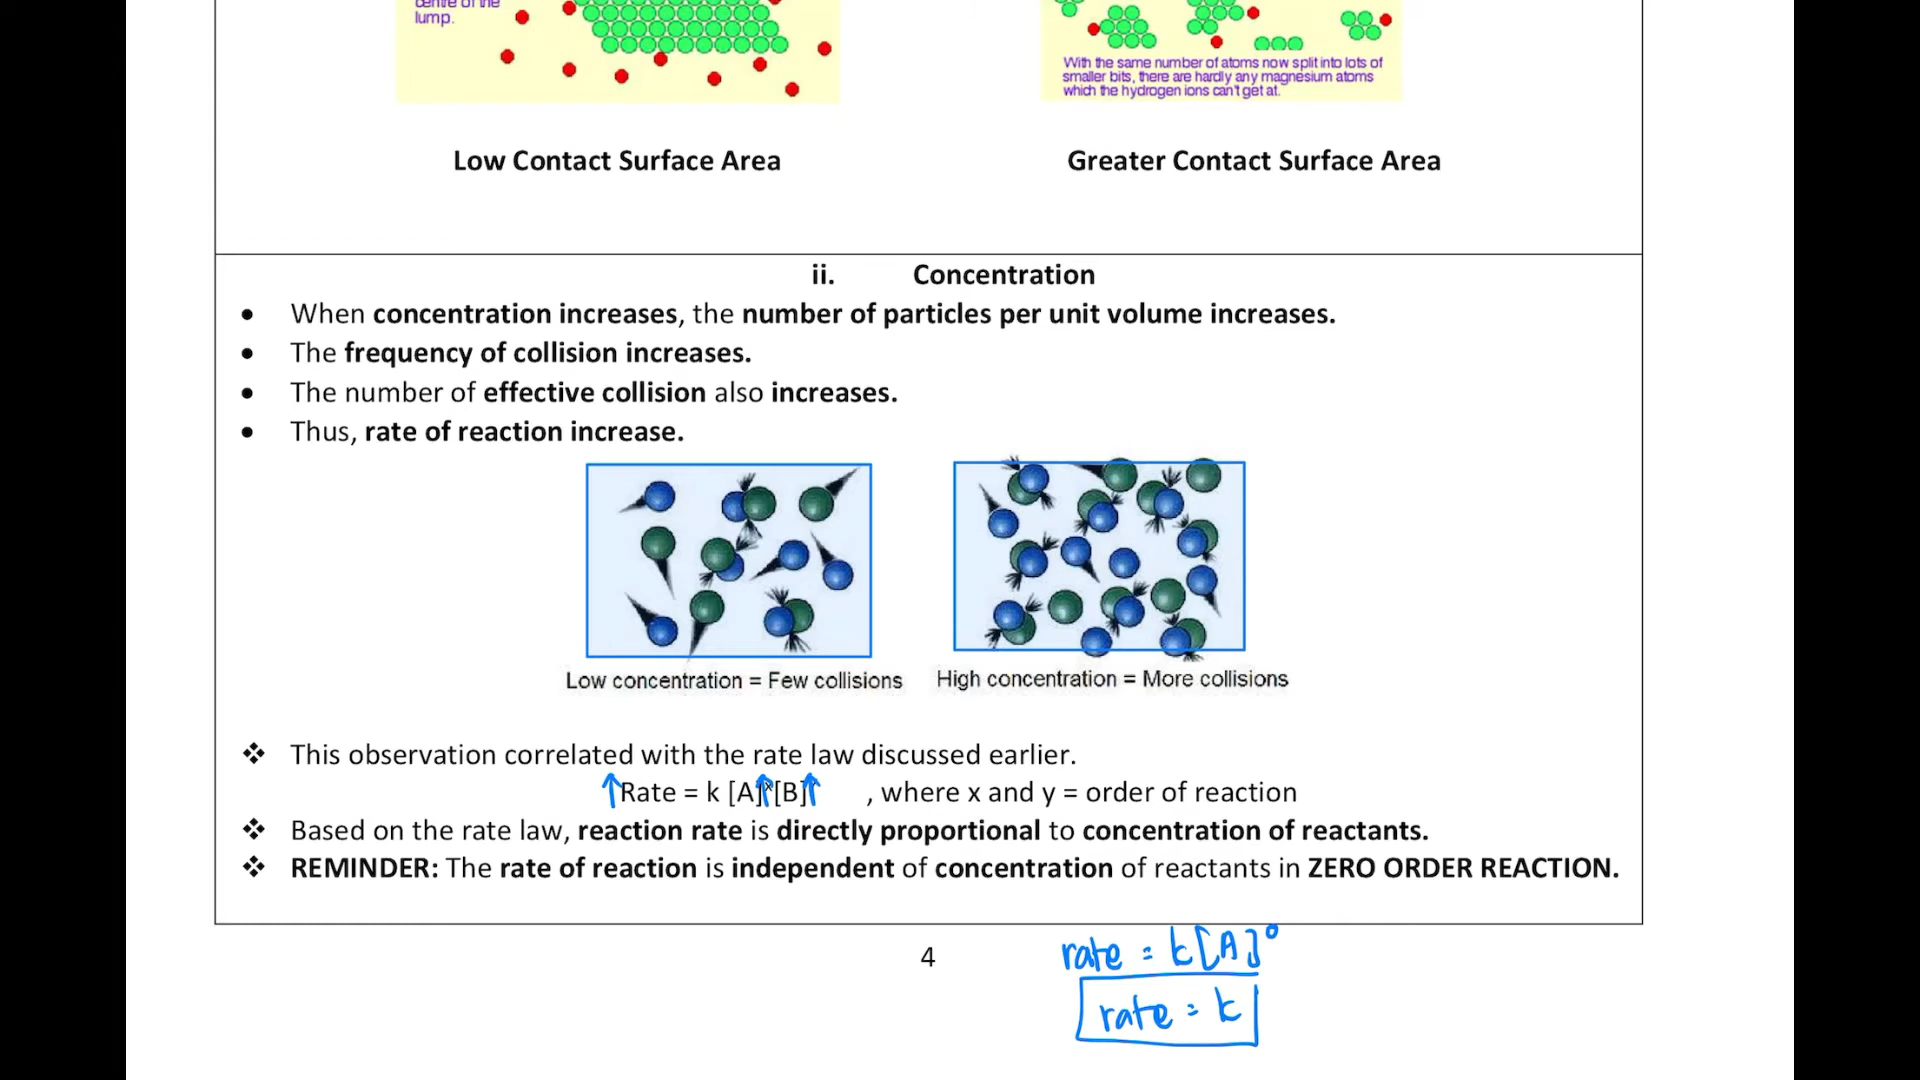 centre of the
lump.
With the same number of atoms now split into lots of
smaller bits, there are hardly any magnesium atoms
which the hydrogen ions can't get at.
Low Contact Surface Area
Greater Contact Surface Area
ii. Concentration
• When concentration increases, the number of particles per unit volume increases.
• The frequency of collision increases.
• The number of effective collision also increases.
• Thus, rate of reaction increase.
Low concentration = Few collisions
High concentration = More collisions
❖ This observation correlated with the rate law discussed earlier.
↑Rate = k [A]↑[B]↑ , where x and y = order of reaction
❖ Based on the rate law, reaction rate is directly proportional to concentration of reactants.
❖ REMINDER: The rate of reaction is independent of concentration of reactants in ZERO ORDER REACTION.
4
rate = k[A]⁰
rate = k